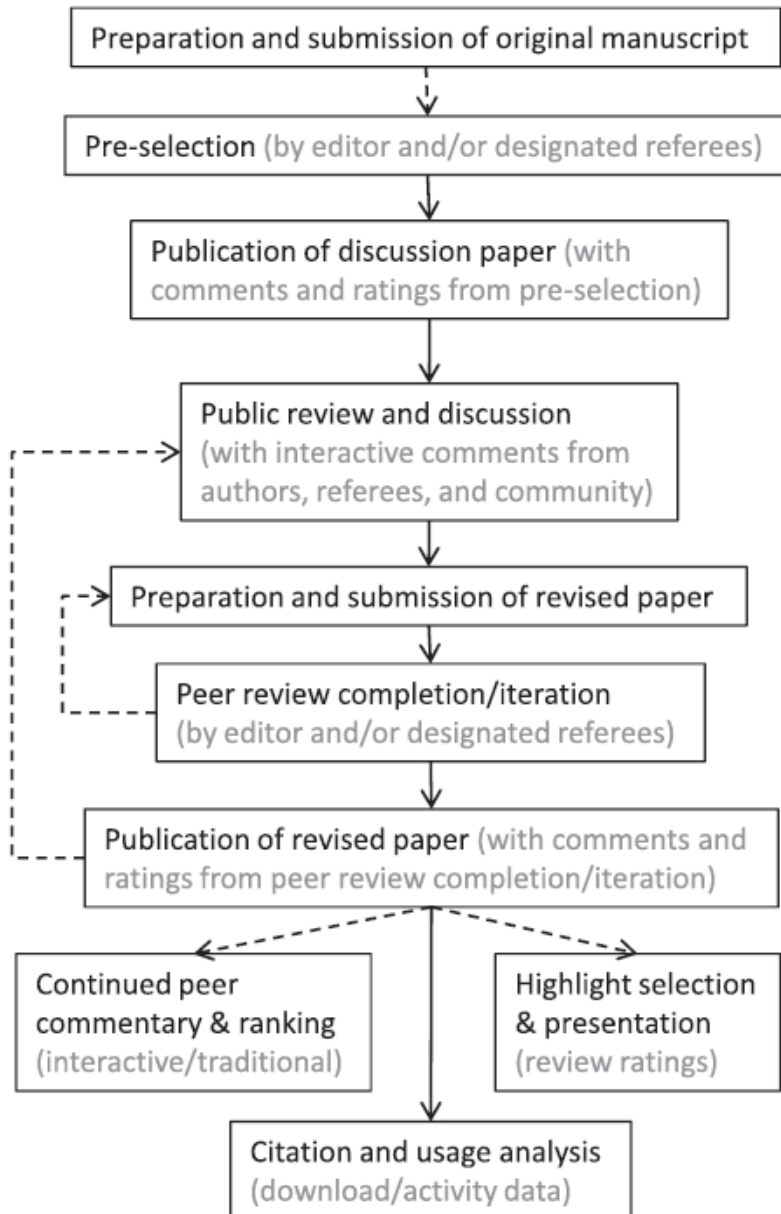 Preparation and submission of original manuscript
Pre-selection (by editor and/or designated referees)
Publication of discussion paper (with
comments and ratings from pre-selection)
Public review and discussion
(with interactive comments from
authors, referees, and community)
Preparation and submission of revised paper
Peer review completion/iteration
(by editor and/or designated referees)
Publication of revised paper (with comments and
ratings from peer review completion/iteration)
Continued peer
commentary & ranking
(interactive/traditional)
Highlight selection
& presentation
(review ratings)
Citation and usage analysis
(download/activity data)